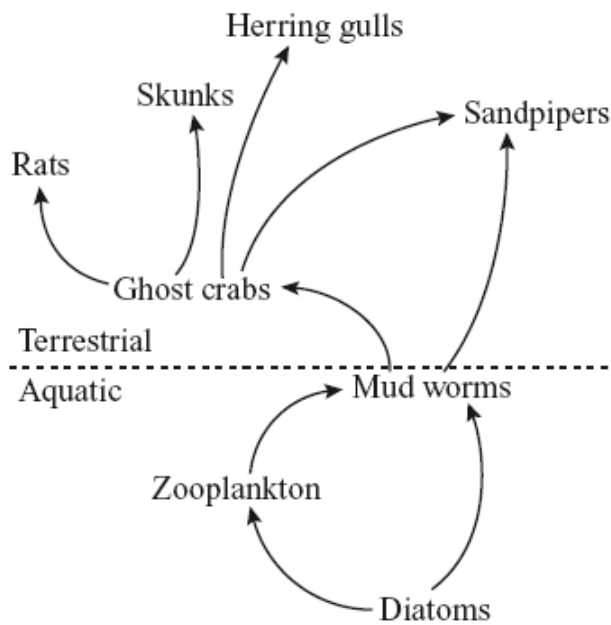 Herring gulls
Skunks
Sandpipers
Rats
Ghost crabs
Terrestrial
Aquatic
Mud worms
Zooplankton
Diatoms